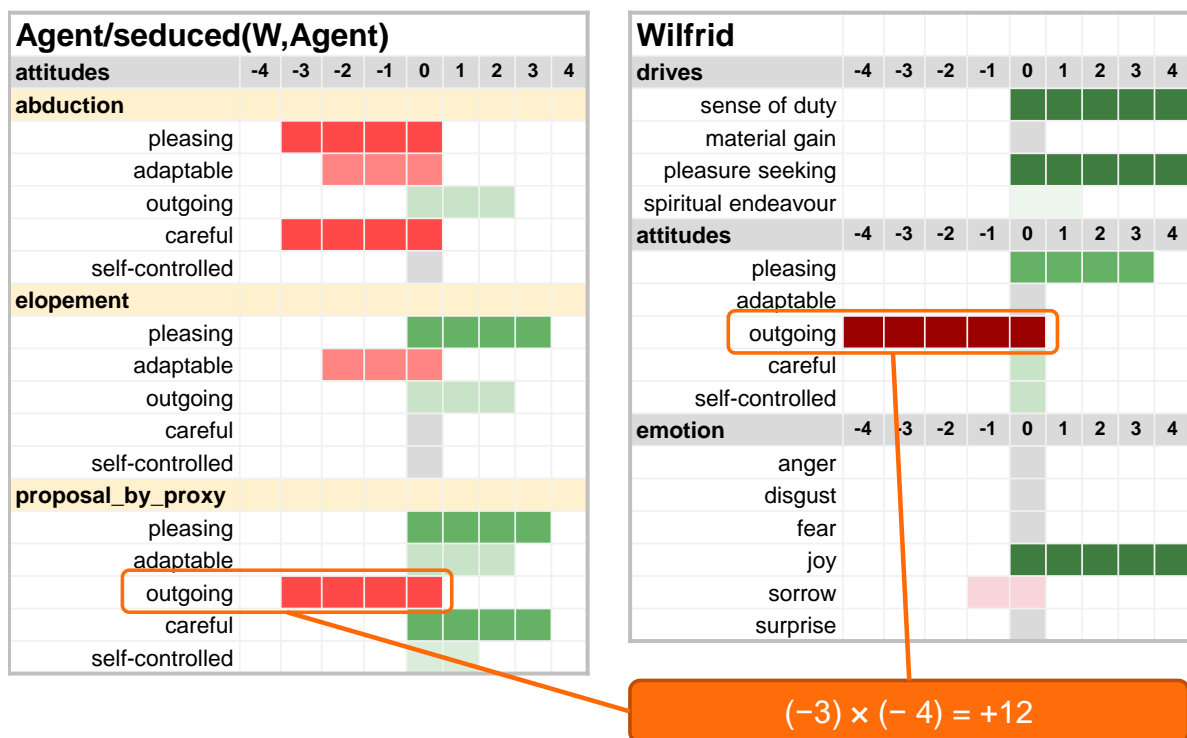 Agent/seduced(W,Agent)
attitudes -4 -3 -2 -1 0 1 2 3 4
abduction
pleasing
adaptable
outgoing
careful
self-controlled
elopement
pleasing
adaptable
outgoing
careful
self-controlled
proposal_by_proxy
pleasing
adaptable
outgoing
careful
self-controlled
Wilfrid
drives -4 -3 -2 -1 0 1 2 3 4
sense of duty
material gain
pleasure seeking
spiritual endeavour
attitudes -4 -3 -2 -1 0 1 2 3 4
pleasing
adaptable
outgoing
careful
self-controlled
emotion -4 -3 -2 -1 0 1 2 3 4
anger
disgust
fear
joy
sorrow
surprise
(−3) × (− 4) = +12